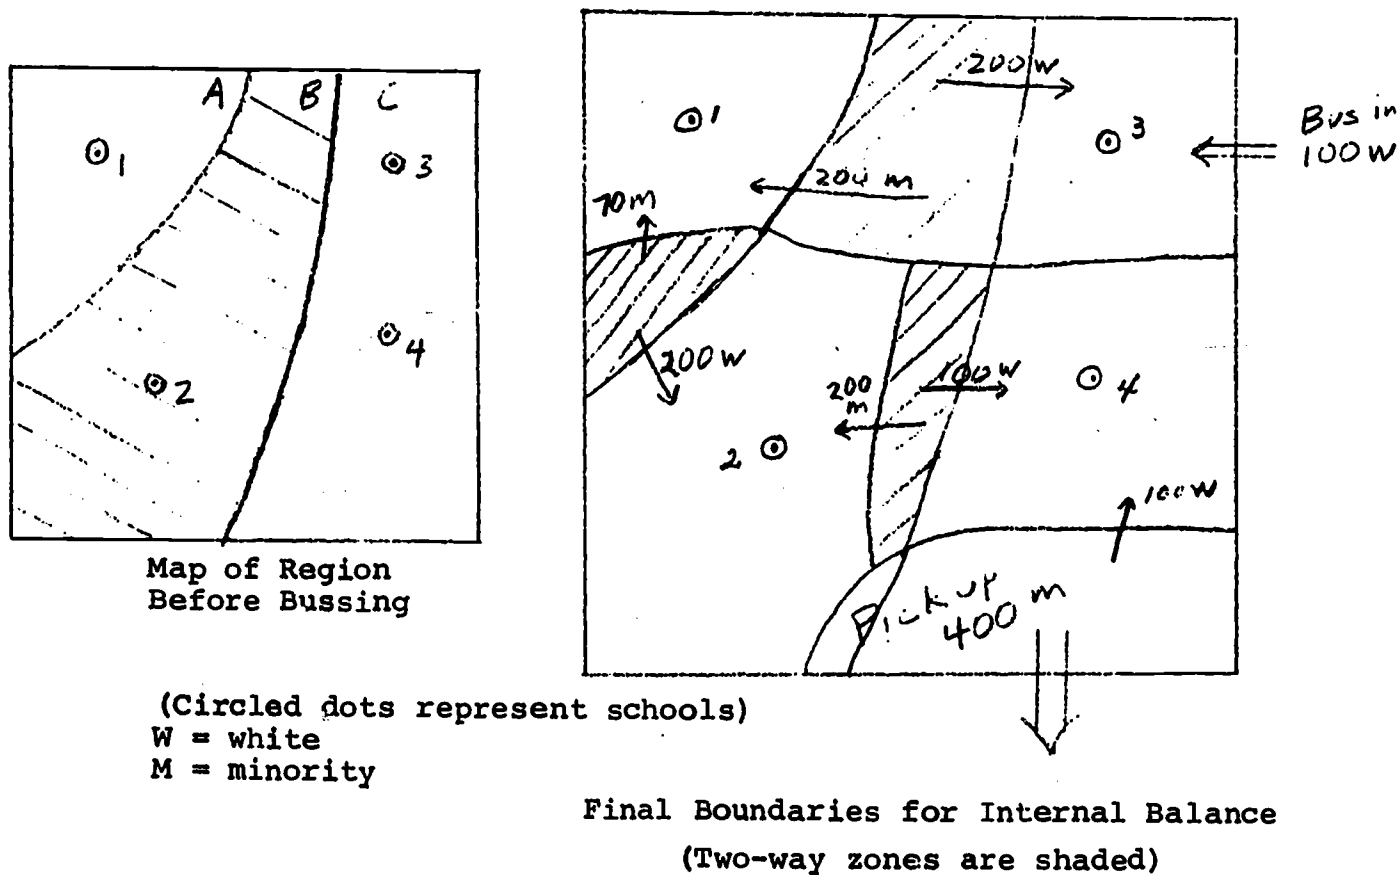 A B C
1
3
4
2
Map of Region
Before Bussing
200 W
1
3
Bus in
100 W
200 m
70 m
200 W
200
m
100 W
4
2
100 W
Pick up
400 m
(Circled dots represent schools)
W = white
M = minority
Final Boundaries for Internal Balance
(Two-way zones are shaded)